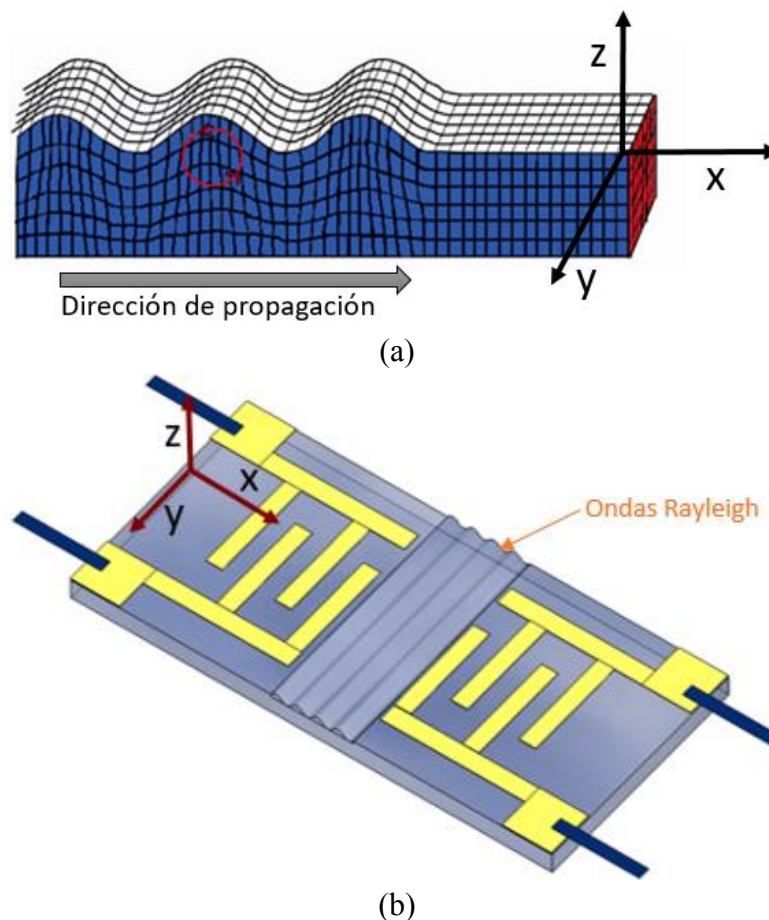 z
x
y
Dirección de propagación
(a)
z
x
y
Ondas Rayleigh
(b)